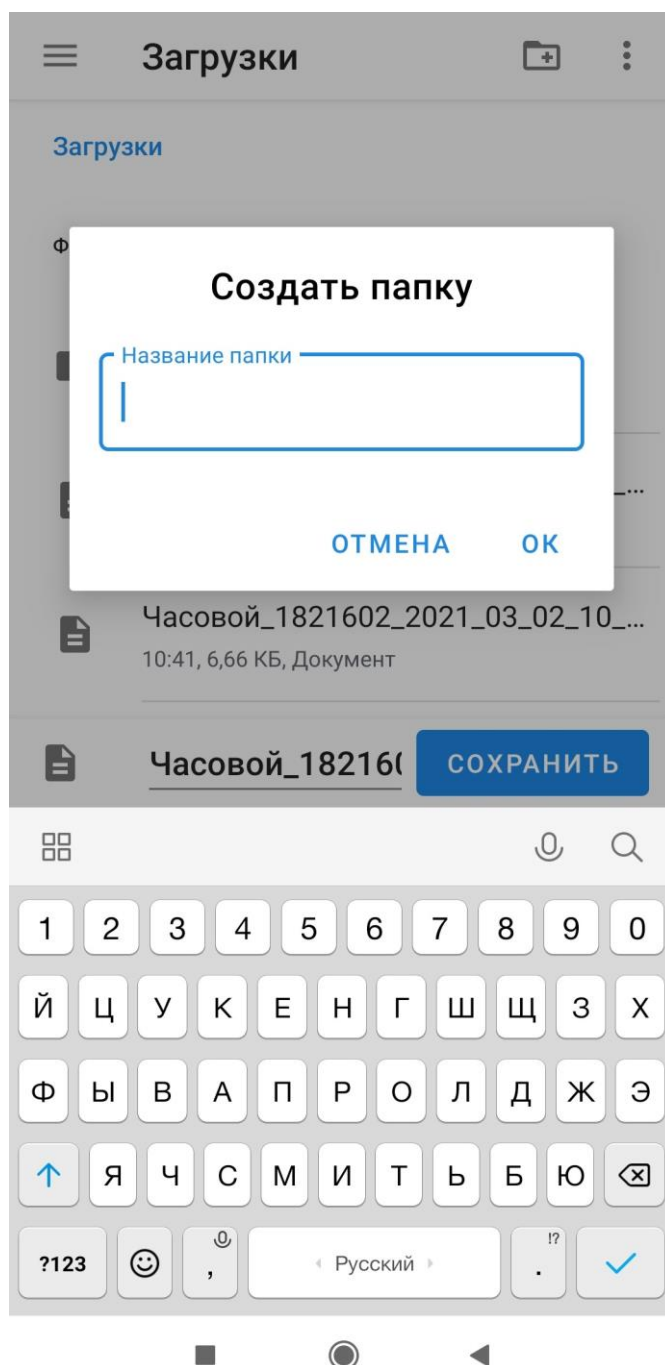 Загрузки
Загрузки
Ф
Создать папку
Название папки
ОТМЕНА ОК
_...
Часовой_1821602_2021_03_02_10_...
10:41, 6,66 КБ, Документ
Часовой_182160
СОХРАНИТЬ
1 2 3 4 5 6 7 8 9 0
Й Ц У К Е Н Г Ш Щ З Х
Ф Ы В А П Р О Л Д Ж Э
Я Ч С М И Т Ь Б Ю
?123 , Русский . !?